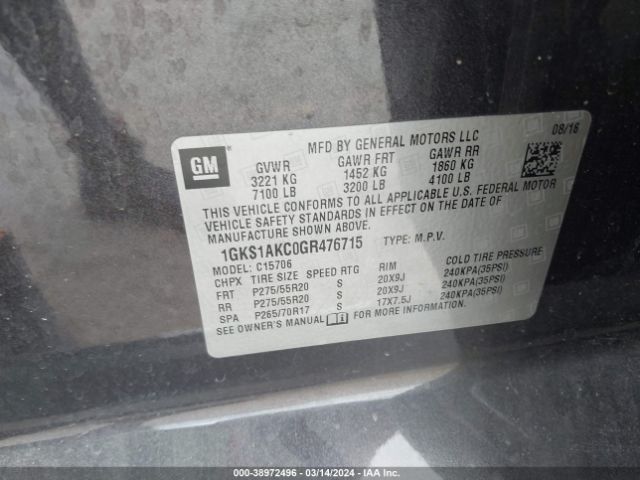 MFD BY GENERAL MOTORS LLC 08/16
GM
GVWR GAWR FRT GAWR RR
3221 KG 1452 KG 1860 KG
7100 LB 3200 LB 4100 LB
THIS VEHICLE CONFORMS TO ALL APPLICABLE U.S. FEDERAL MOTOR
VEHICLE SAFETY STANDARDS IN EFFECT ON THE DATE OF
MANUFACTURE SHOWN ABOVE.
1GKS1AKC0GR476715 TYPE: M.P.V.
MODEL: C15706
CHPX TIRE SIZE SPEED RTG RIM COLD TIRE PRESSURE
FRT P275/55R20 S 20X9J 240KPA(35PSI)
RR P275/55R20 S 20X9J 240KPA(35PSI)
SPA P265/70R17 S 17X7.5J 240KPA(35PSI)
SEE OWNER'S MANUAL FOR ADDITIONAL INFORMATION.
000-38972496 - 03/14/2024 - IAA Inc.